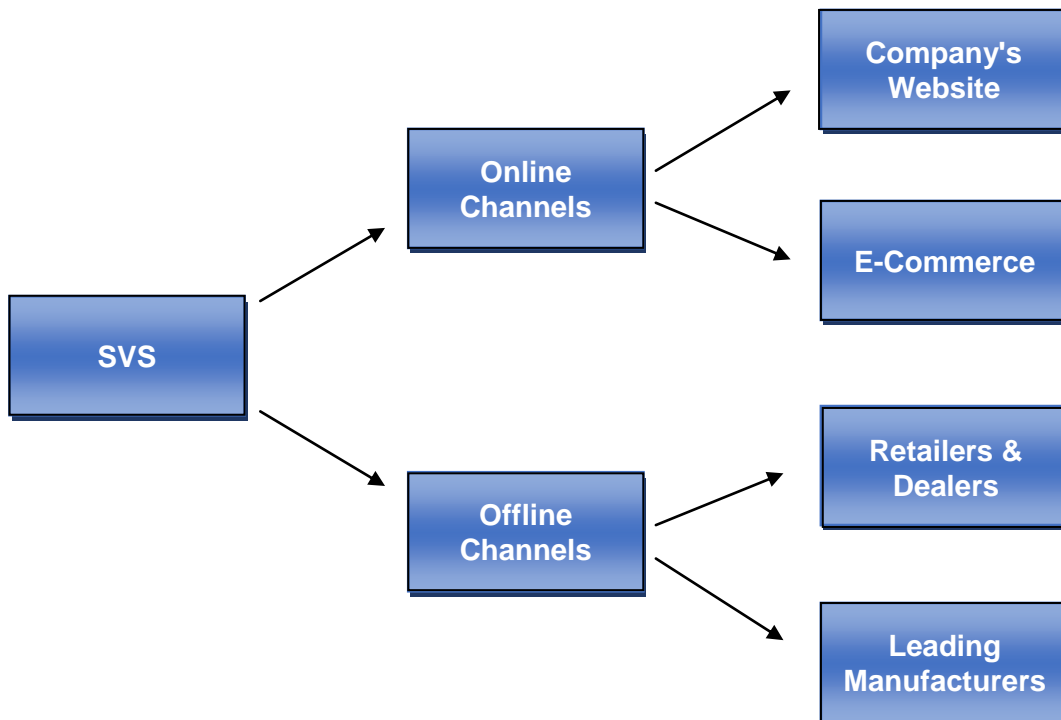 Company's
Website
Online
Channels
E-Commerce
SVS
Retailers &
Dealers
Offline
Channels
Leading
Manufacturers